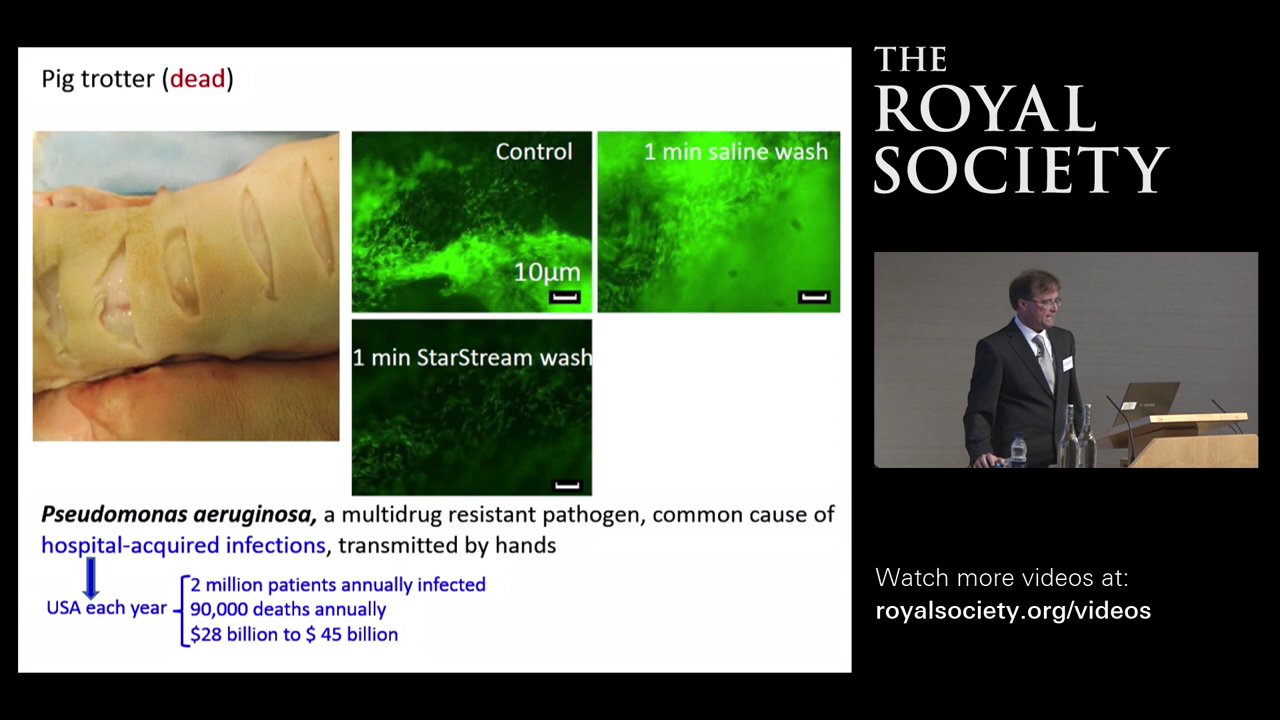 Pig trotter (dead)
Control
10μm
1 min saline wash
1 min StarStream wash
Pseudomonas aeruginosa, a multidrug resistant pathogen, common cause of
hospital-acquired infections, transmitted by hands
USA each year
2 million patients annually infected
90,000 deaths annually
$28 billion to $ 45 billion
THE
ROYAL
SOCIETY
Watch more videos at:
royalsociety.org/videos